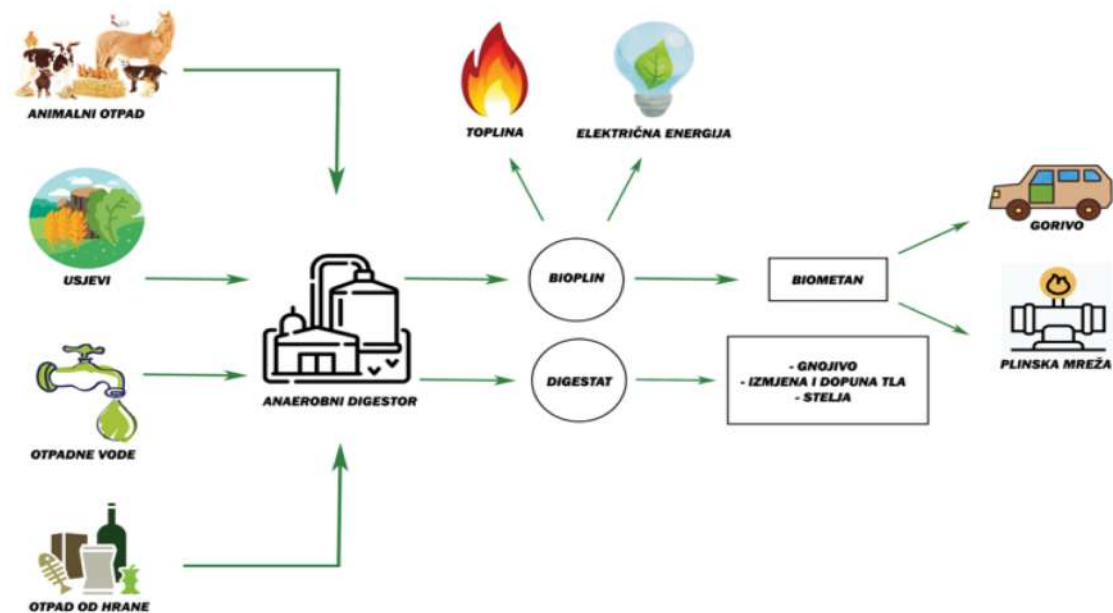 ANIMALNI OTPAD
TOPLINA
ELEKTRIČNA ENERGIJA
USJEVI
BIOPLIN
BIOMETAN
GORIVO
PLINSKA MREŽA
ANAEROBNI DIGESTOR
DIGESTAT
- GNOJIVO
- IZMJENA I DOPUNA TLA
- STELJA
OTPADNE VODE
OTPAD OD HRANE